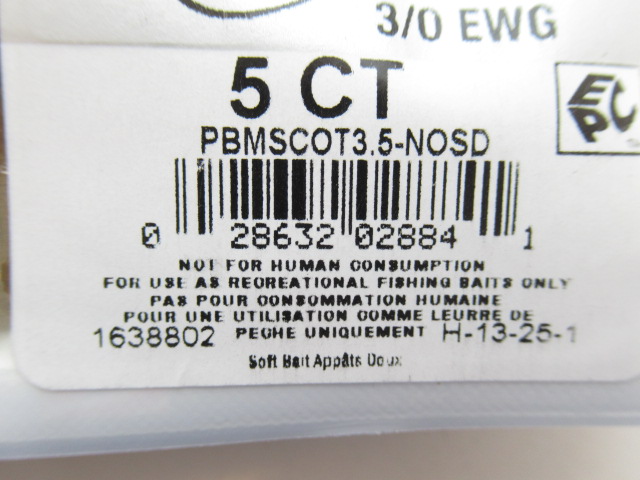 3/0 EWG
5 CT
EPC
PBMSCOT3.5-NOSD
0 28632 02884 1
NOT FOR HUMAN CONSUMPTION
FOR USE AS RECREATIONAL FISHING BAITS ONLY
PAS POUR CONSOMMATION HUMAINE
POUR UNE UTILISATION COMME LEURRE DE
1638802 PECHE UNIQUEMENT H-13-25-1
Soft Bait Appâts Doux